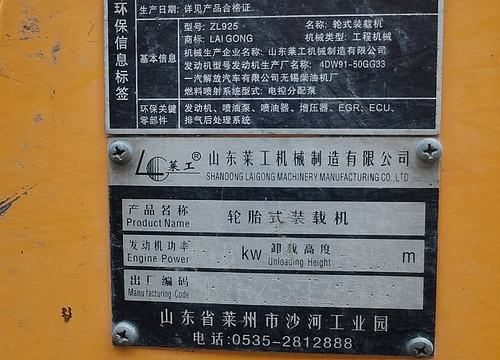 环保信息标签
生产日期: 详见产品合格证.
型号: ZL925 名称: 轮式装载机
商标: LAIGONG 机械类型: 工程机械
基本信息
机械生产企业名称: 山东莱工机械制造有限公司
发动机型号发动机生产厂名称: 4DW91-50GG33
一汽解放汽车有限公司无锡柴油机厂
燃料喷射系统型式: 电控分配泵
环保关键零部件
发动机、喷油泵、喷油器、增压器、EGR、ECU、
排气后处理系统
莱工® 山东莱工机械制造有限公司
SHANDONG LAIGONG MACHINERY MANUFACTURING CO.,LTD
产品名称 轮胎式装载机
Product Name
发动机功率 kw 卸载高度 m
Engine Power Unloading Height
出厂编码
Manufacturing Code
山东省莱州市沙河工业园
电话:0535-2812888